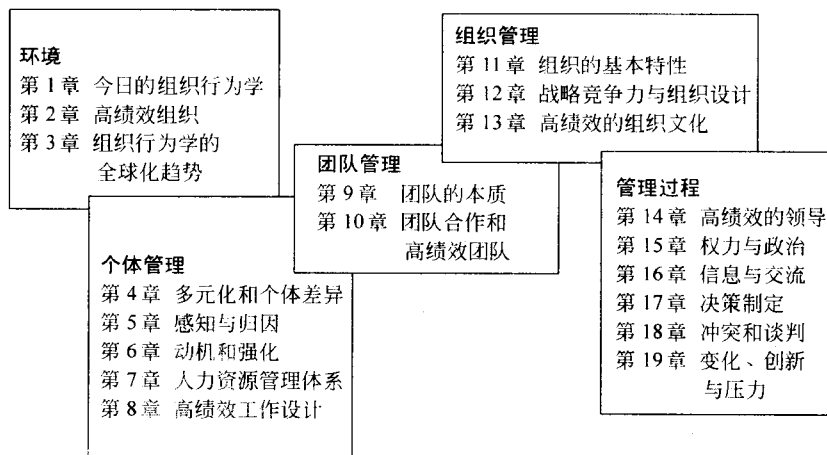 环境
第1章 今日的组织行为学
第2章 高绩效组织
第3章 组织行为学的
全球化趋势
个体管理
第4章 多元化和个体差异
第5章 感知与归因
第6章 动机和强化
第7章 人力资源管理体系
第8章 高绩效工作设计
团队管理
第9章 团队的本质
第10章 团队合作和
高绩效团队
组织管理
第11章 组织的基本特性
第12章 战略竞争力与组织设计
第13章 高绩效的组织文化
管理过程
第14章 高绩效的领导
第15章 权力与政治
第16章 信息与交流
第17章 决策制定
第18章 冲突和谈判
第19章 变化、创新
与压力